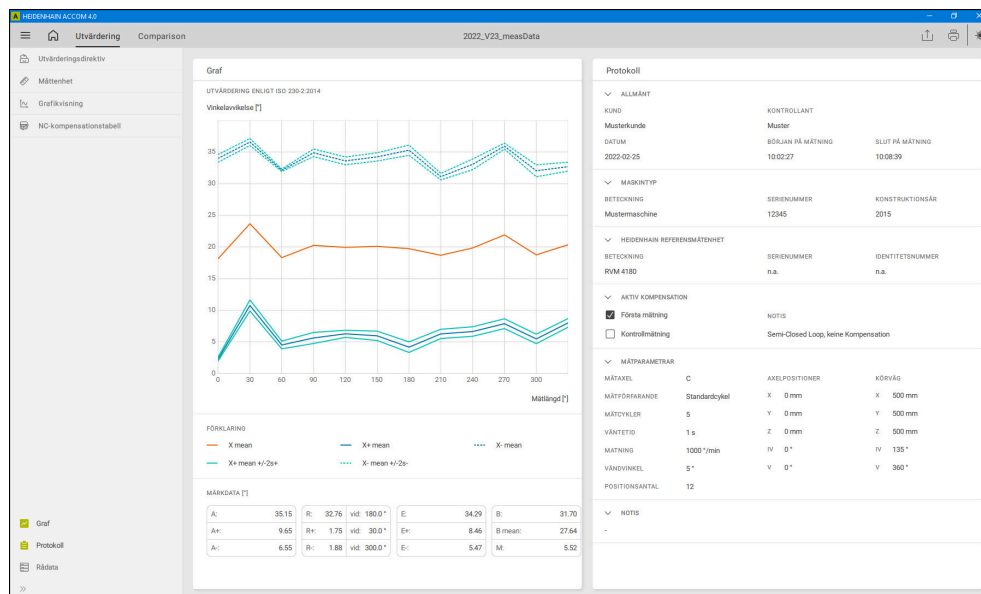 HEIDENHAIN ACCOM 4.0
Utvärdering Comparison 2022_V23_measData
Utvärderingsdirektiv
Måttenhet
Grafikvisning
NC-kompensationstabell
Graf
UTVÄRDERING ENLIGT ISO 230-2:2014
Vinkelavvikelse ["]
35
30
25
20
15
10
5
0
0 30 60 90 120 150 180 210 240 270 300
Mätlängd [°]
FÖRKLARING
X mean X+ mean X- mean
X+ mean +/-2s+ X- mean +/-2s-
MÄRKDATA ["]
A: 35.15 R: 32.76 vid: 180.0 ° E: 34.29 B: 31.70
A+: 9.65 R+: 1.75 vid: 30.0 ° E+: 8.46 B mean: 27.64
A-: 6.55 R-: 1.88 vid: 300.0 ° E-: 5.47 M: 5.52
Protokoll
ALLMÄNT
KUND KONTROLLANT
Musterkunde Muster
DATUM BÖRJAN PÅ MÄTNING SLUT PÅ MÄTNING
2022-02-25 10:02:27 10:08:39
MASKINTYP
BETECKNING SERIENUMMER KONSTRUKTIONSÅR
Mustermaschine 12345 2015
HEIDENHAIN REFERENSMÄTENHET
BETECKNING SERIENUMMER IDENTITETSNUMMER
RVM 4180 n.a. n.a.
AKTIV KOMPENSATION
Första mätning NOTIS
Kontrollmätning Semi-Closed Loop, keine Kompensation
MÄTPARAMETRAR
MÄTAXEL C AXELPOSITIONER KÖRVÄG
MÄTFÖRFARANDE Standardcykel X 0 mm X 500 mm
MÄTCYKLER 5 Y 0 mm Y 500 mm
VÄNTETID 1 s Z 0 mm Z 500 mm
MATNING 1000 °/min IV 0 ° IV 135 °
VÄNDVINKEL 5 ° V 0 ° V 360 °
POSITIONSANTAL 12
NOTIS
-
Graf
Protokoll
Rådata